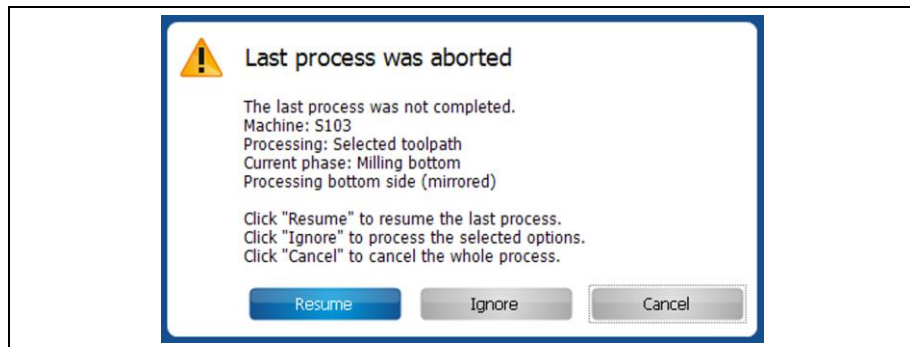 Last process was aborted
The last process was not completed.
Machine: S103
Processing: Selected toolpath
Current phase: Milling bottom
Processing bottom side (mirrored)
Click "Resume" to resume the last process.
Click "Ignore" to process the selected options.
Click "Cancel" to cancel the whole process.
Resume Ignore Cancel